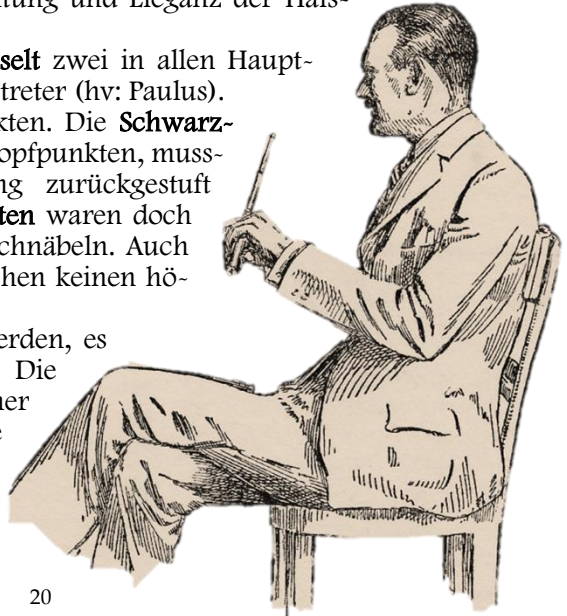 tung und Eleganz der Hals-
selt zwei in allen Haupt-
treter (hv: Paulus).
kten. Die Schwarz-
opfpunkten, muss-
ng zurückgestuft
ten waren doch
chnäbeln. Auch
hen keinen hö-
erden, es
Die
ner
e
20